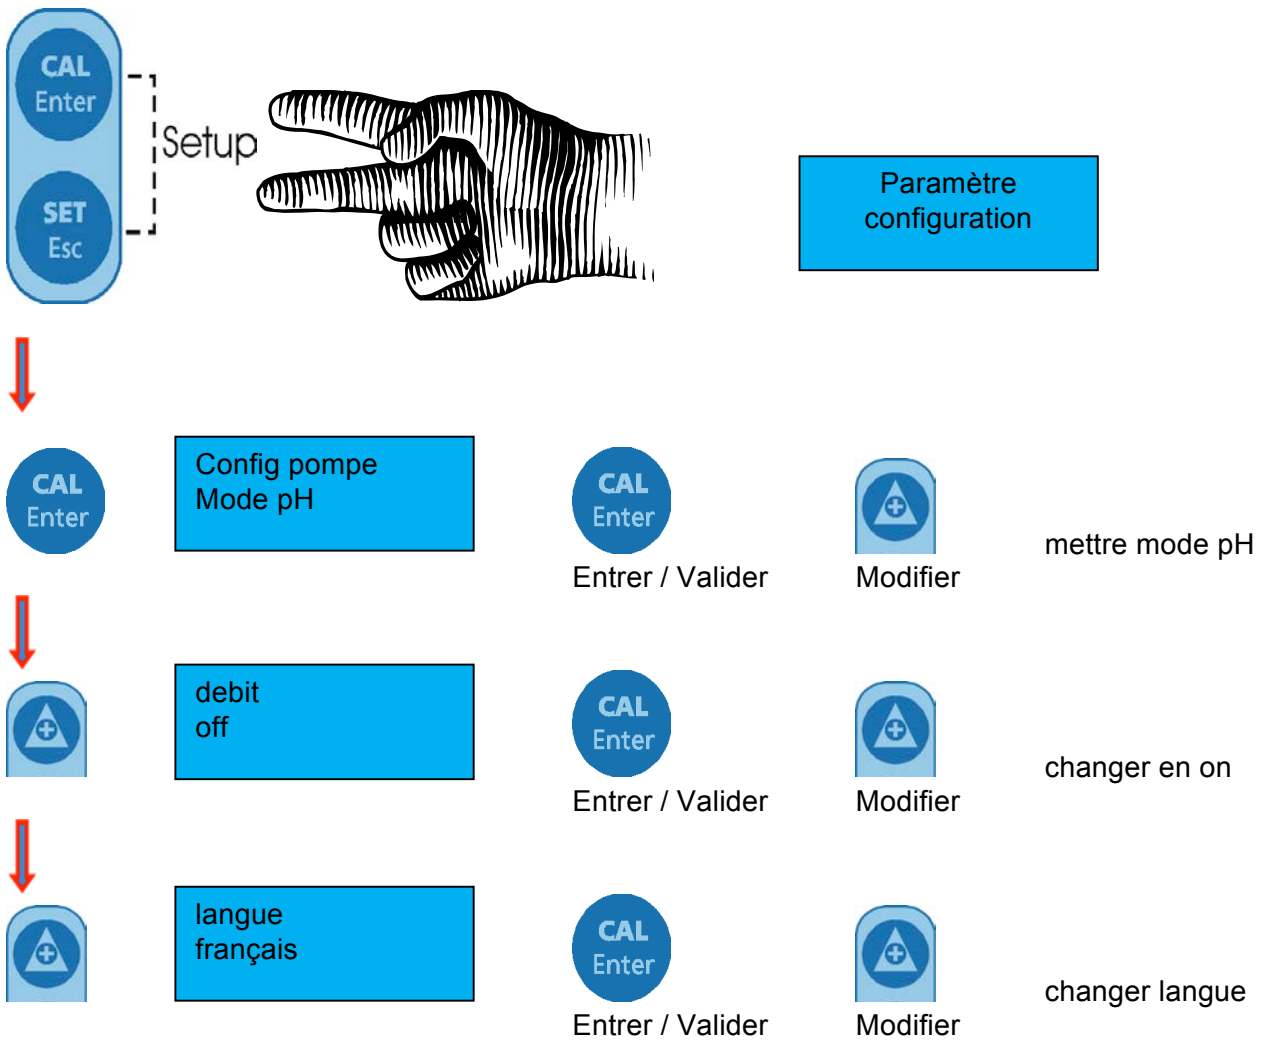 CAL
Enter
Setup
SET
Esc
Paramètre
configuration
CAL
Enter
Config pompe
Mode pH
CAL
Enter
mettre mode pH
Entrer / Valider
Modifier
debit
off
CAL
Enter
changer en on
Entrer / Valider
Modifier
langue
français
CAL
Enter
changer langue
Entrer / Valider
Modifier